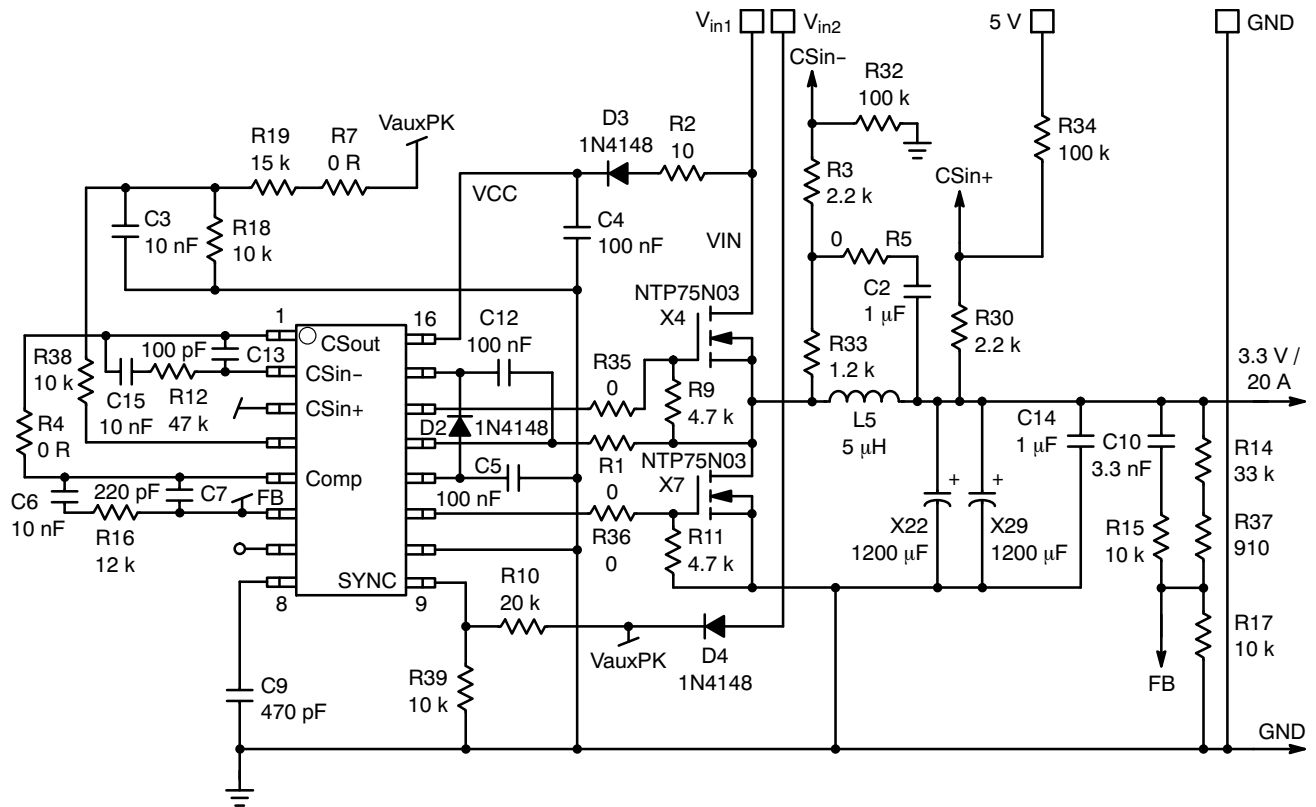 Vin1
Vin2
5 V
GND
CSin–
R32
100 k
R34
100 k
VauxPK
R19
15 k
R7
0 R
D3
1N4148
R2
10
R3
2.2 k
CSin+
VCC
C3
10 nF
R18
10 k
C4
100 nF
VIN
0
R5
C2
1 µF
NTP75N03
X4
R30
2.2 k
1
16
C12
100 nF
R33
1.2 k
3.3 V /
20 A
R38
10 k
100 pF
C13
CSout
CSin–
CSin+
Comp
SYNC
8
9
R35
0
R9
4.7 k
C15
10 nF
R12
47 k
D2
1N4148
R4
0 R
L5
5 µH
C14
1 µF
C10
3.3 nF
R14
33 k
C5
100 nF
R1
0
NTP75N03
X7
C6
10 nF
220 pF
C7
FB
R16
12 k
R36
0
R11
4.7 k
+
X22
1200 µF
+
X29
1200 µF
R15
10 k
R37
910
R10
20 k
VauxPK
D4
1N4148
R17
10 k
FB
R39
10 k
C9
470 pF
GND